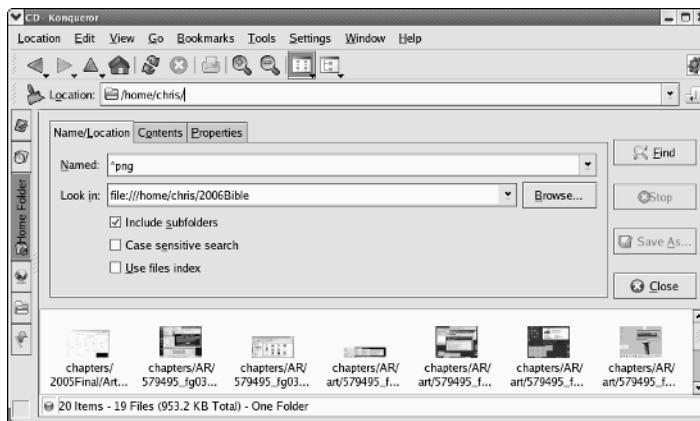 CD - Konqueror
Location Edit View Go Bookmarks Tools Settings Window Help
Location: /home/chris/
Home Folder
Name/Location Contents Properties
Named: *png
Look in: file:///home/chris/2006Bible
Browse...
Include subfolders
Case sensitive search
Use files index
Find
Stop
Save As...
Close
chapters/
2005Final/Art...
chapters/AR/
579495_fg03...
chapters/AR/
579495_fg03...
chapters/AR/
art/579495_f...
chapters/AR/
art/579495_f...
chapters/AR/
art/579495_f...
chapters/AR/
art/579495_f...
20 Items - 19 Files (953.2 KB Total) - One Folder